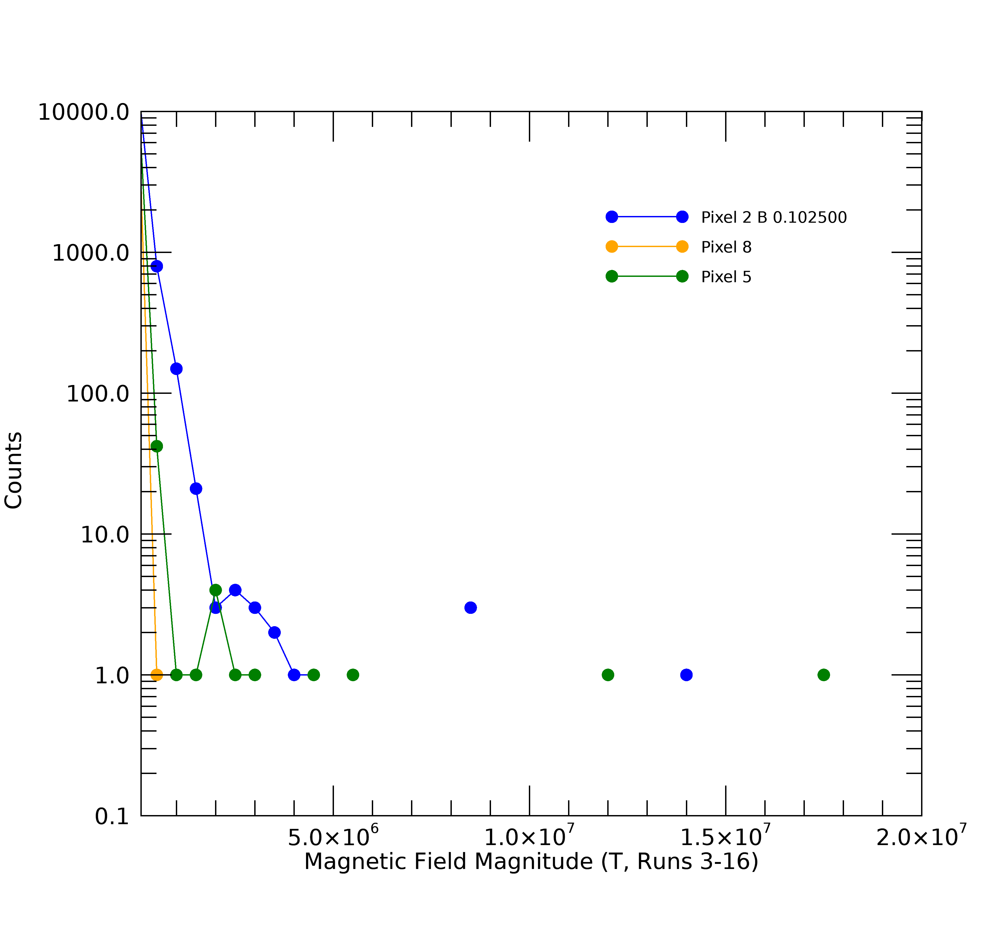 10000.0
1000.0
100.0
10.0
1.0
0.1
Counts
Pixel 2 B 0.102500
Pixel 8
Pixel 5
5.0×10⁶ 1.0×10⁷ 1.5×10⁷ 2.0×10⁷
Magnetic Field Magnitude (T, Runs 3-16)